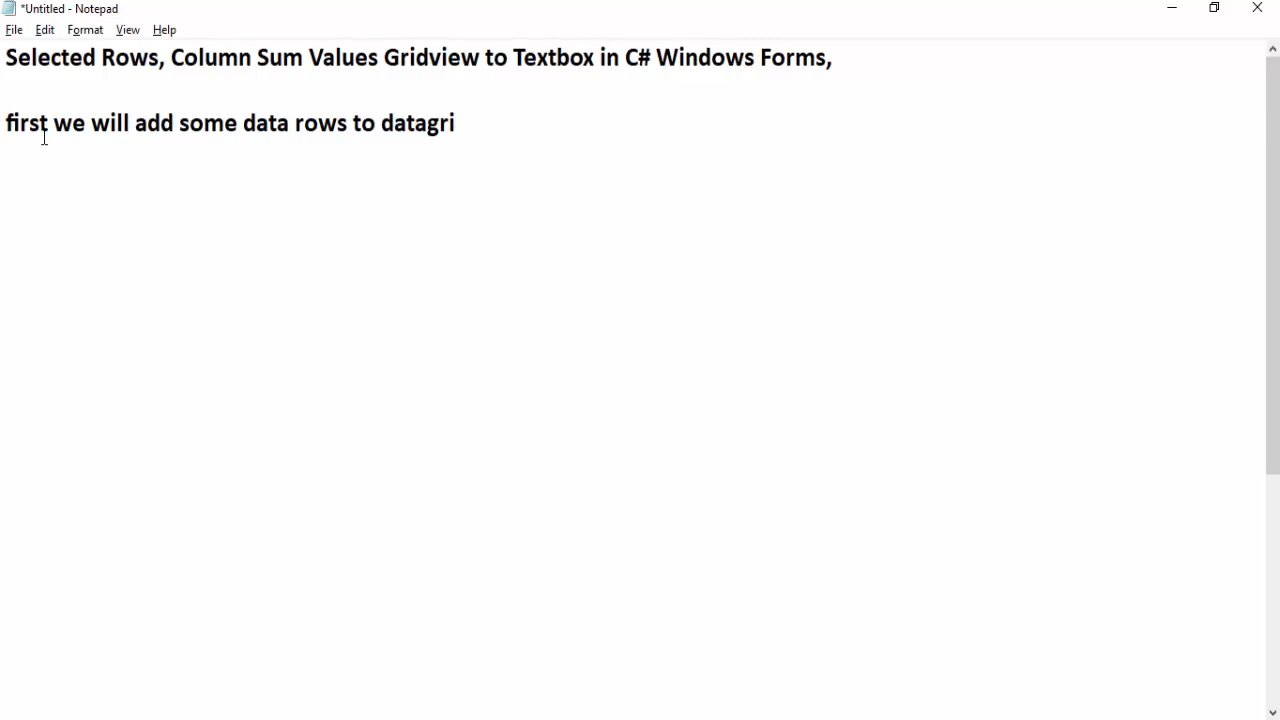 *Untitled - Notepad
File Edit Format View Help
Selected Rows, Column Sum Values Gridview to Textbox in C# Windows Forms,
first we will add some data rows to datagri